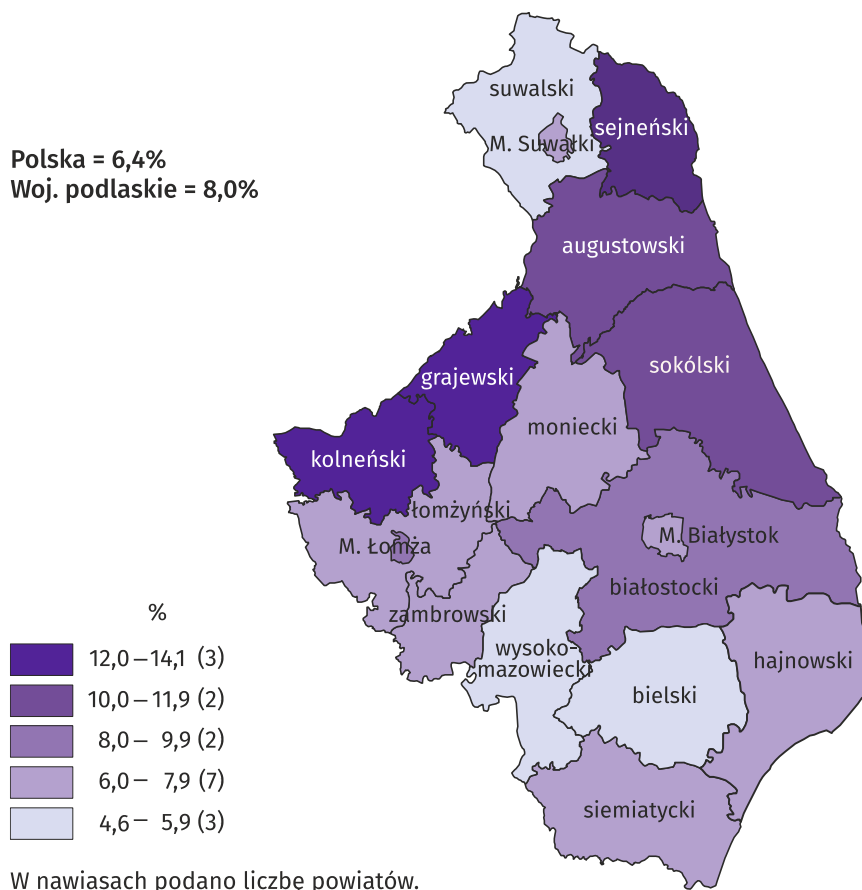 Polska = 6,4%
Woj. podlaskie = 8,0%
suwalski
M. Suwałki
sejneński
augustowski
sokólski
grajewski
moniecki
kolneński
łomżyński
M. Łomża
M. Białystok
białostocki
zambrowski
wysoko-
mazowiecki
hajnowski
bielski
siemiatycki
%
12,0 – 14,1 (3)
10,0 – 11,9 (2)
8,0 – 9,9 (2)
6,0 – 7,9 (7)
4,6 – 5,9 (3)
W nawiasach podano liczbę powiatów.